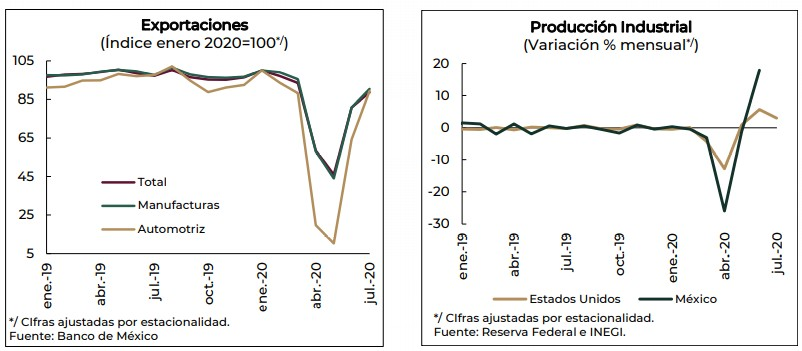 Exportaciones
(Índice enero 2020=100*/)
105
85
65
45
25
5
Total
Manufacturas
Automotriz
ene.-19
abr.-19
jul.-19
oct.-19
ene.-20
abr.-20
jul.-20
*/ CIfras ajustadas por estacionalidad.
Fuente: Banco de México
Producción Industrial
(Variación % mensual*/)
20
10
0
-10
-20
-30
ene.-19
abr.-19
jul.-19
oct.-19
ene.-20
abr.-20
jul.-20
Estados Unidos
México
*/ CIfras ajustadas por estacionalidad.
Fuente: Reserva Federal e INEGI.